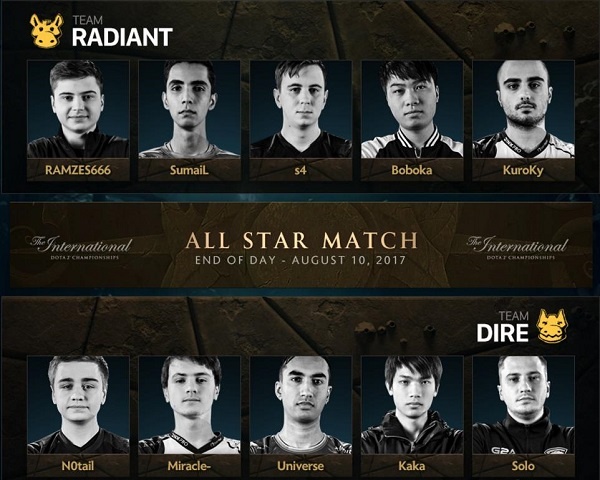 TEAM
RADIANT
RAMZES666
SumaiL
s4
Boboka
KuroKy
The International
DOTA 2 CHAMPIONSHIPS
ALL STAR MATCH
END OF DAY - AUGUST 10, 2017
The International
DOTA 2 CHAMPIONSHIPS
TEAM
DIRE
N0tail
Miracle-
Universe
Kaka
Solo